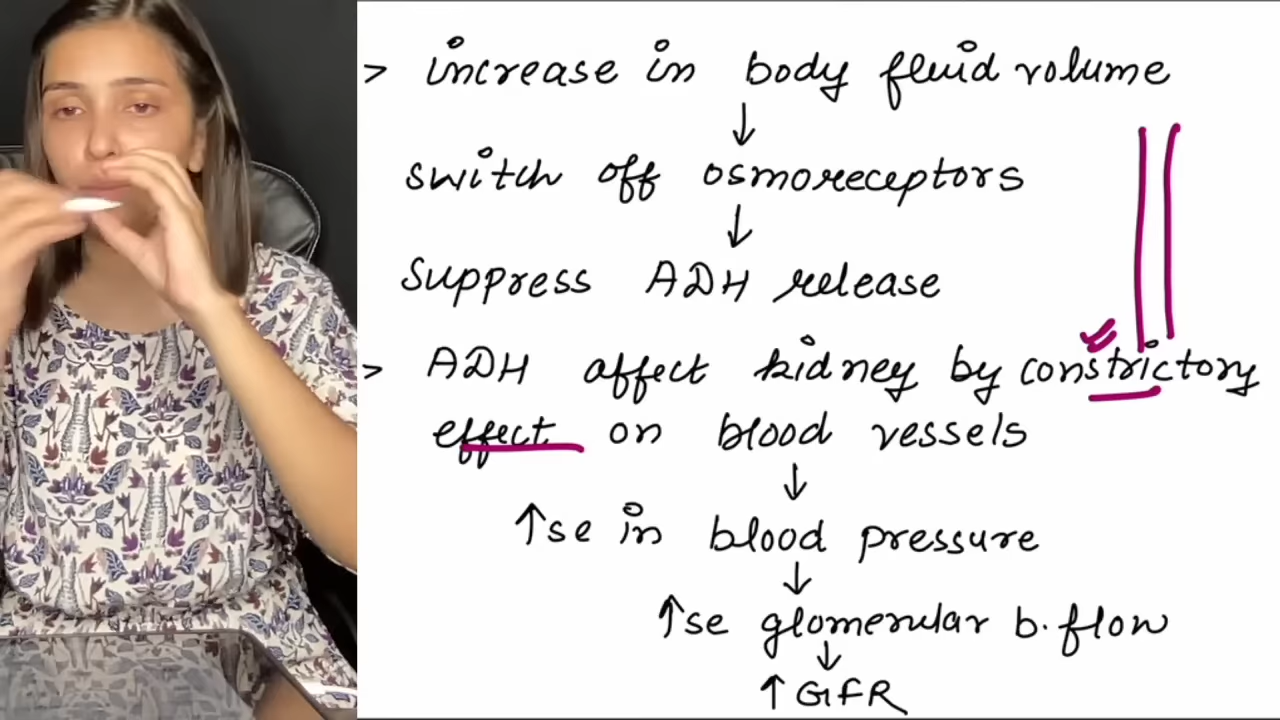 > increase in body fluid volume
↓
switch off osmoreceptors
↓
suppress ADH release
> ADH affect kidney by constrictory
effect on blood vessels
↓
↑se in blood pressure
↓
↑se glomerular b. flow
↓
↑ GFR